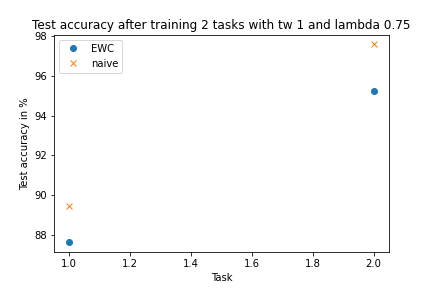 Test accuracy after training 2 tasks with tw 1 and lambda 0.75
EWC
naive
98
96
94
92
90
88
Test accuracy in %
1.0 1.2 1.4 1.6 1.8 2.0
Task